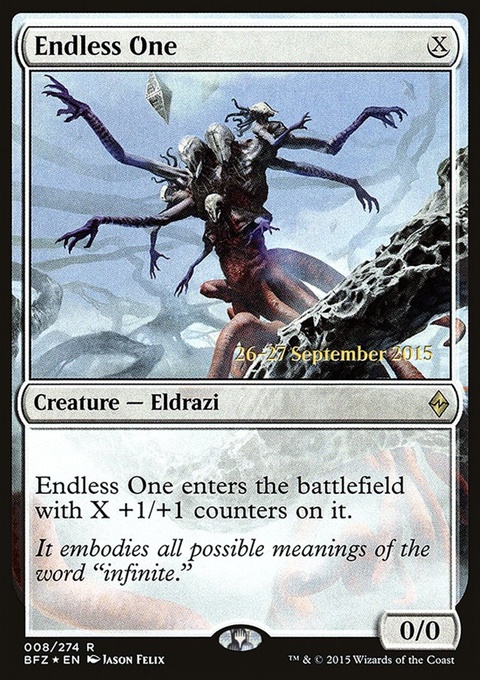 Endless One
X
26–27 September 2015
Creature — Eldrazi
Endless One enters the battlefield
with X +1/+1 counters on it.
It embodies all possible meanings of the
word “infinite.”
0/0
008/274 R
BFZ ★ EN Jason Felix
™ & © 2015 Wizards of the Coast